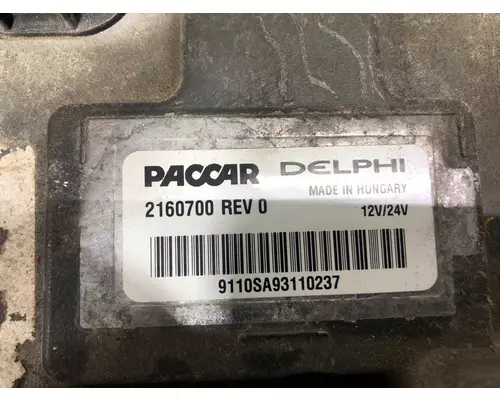 PACCAR DELPHI
MADE IN HUNGARY
2160700 REV 0 12V/24V
9110SA93110237